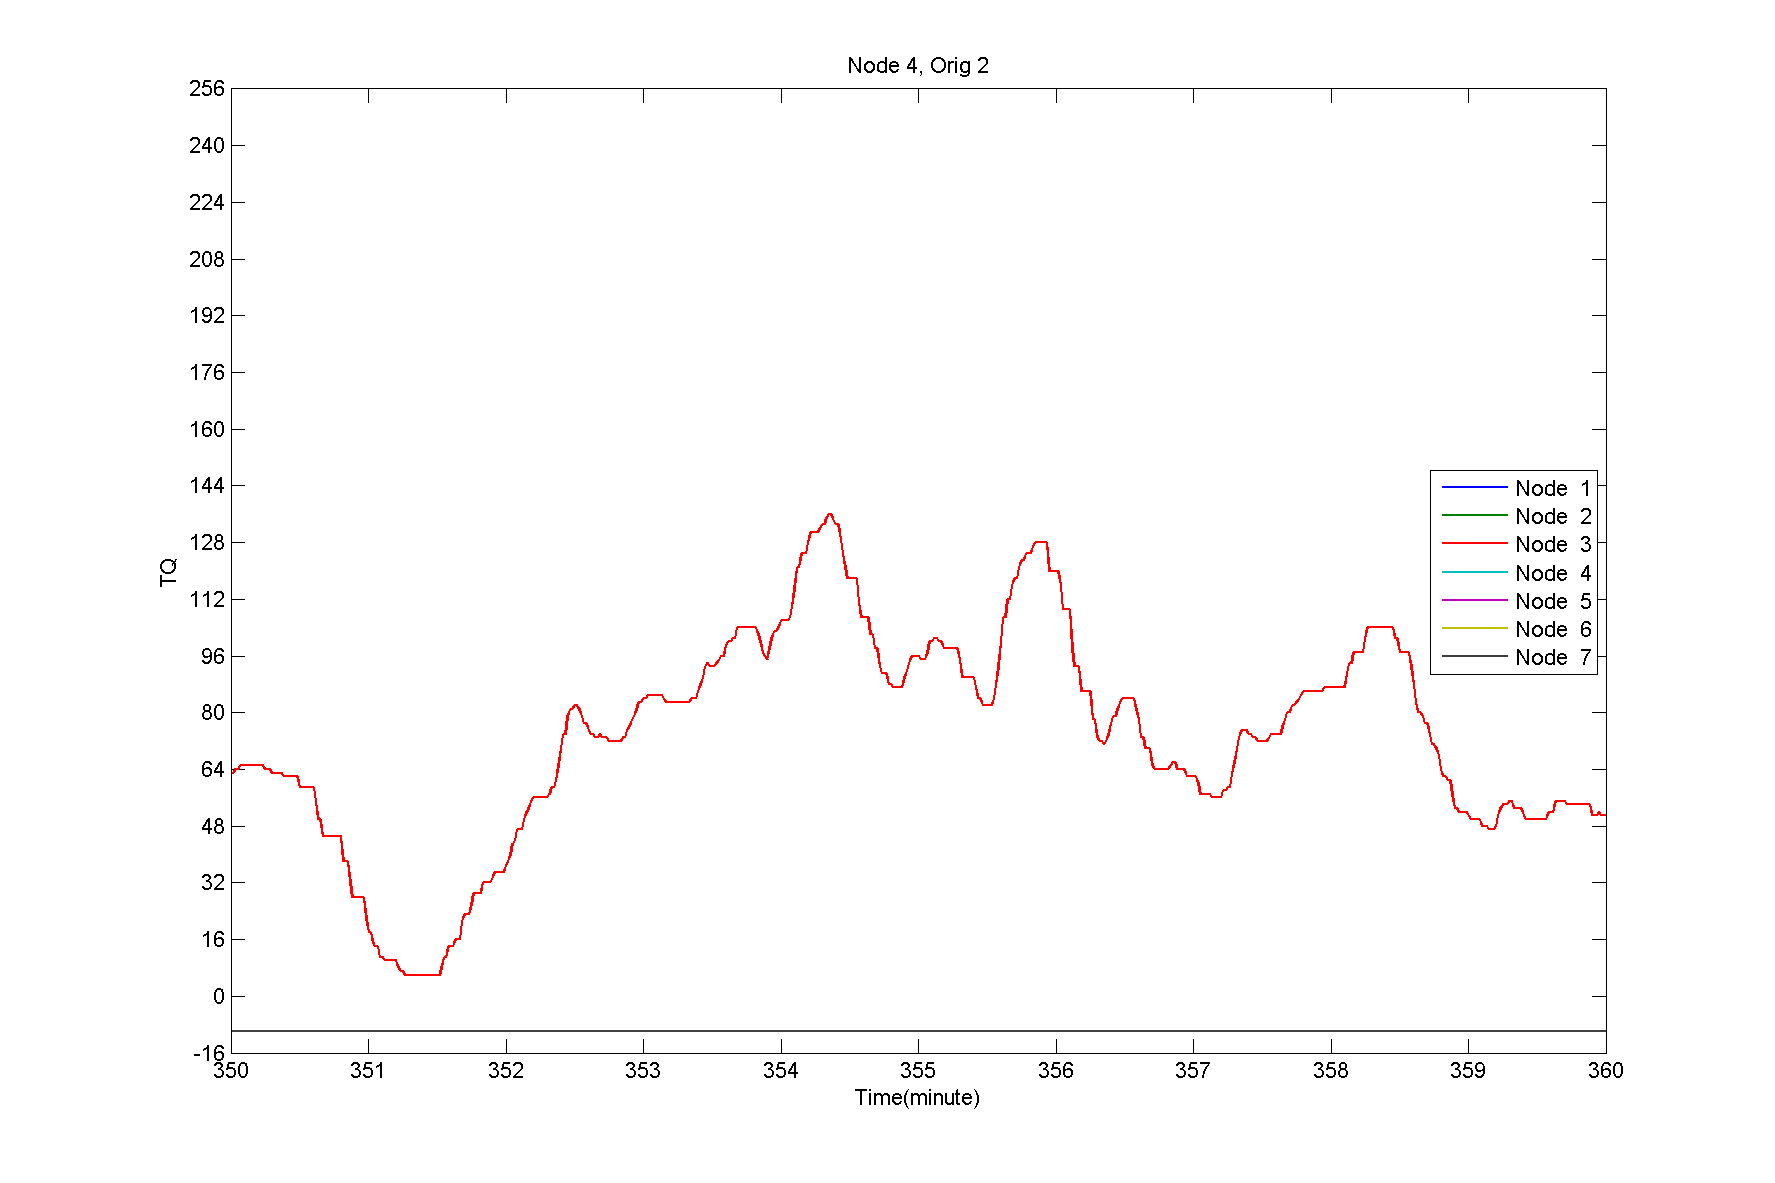 Node 4, Orig 2
256
240
224
208
192
176
160
144
128
112
96
80
64
48
32
16
0
-16
TQ
Node 1
Node 2
Node 3
Node 4
Node 5
Node 6
Node 7
350 351 352 353 354 355 356 357 358 359 360
Time(minute)